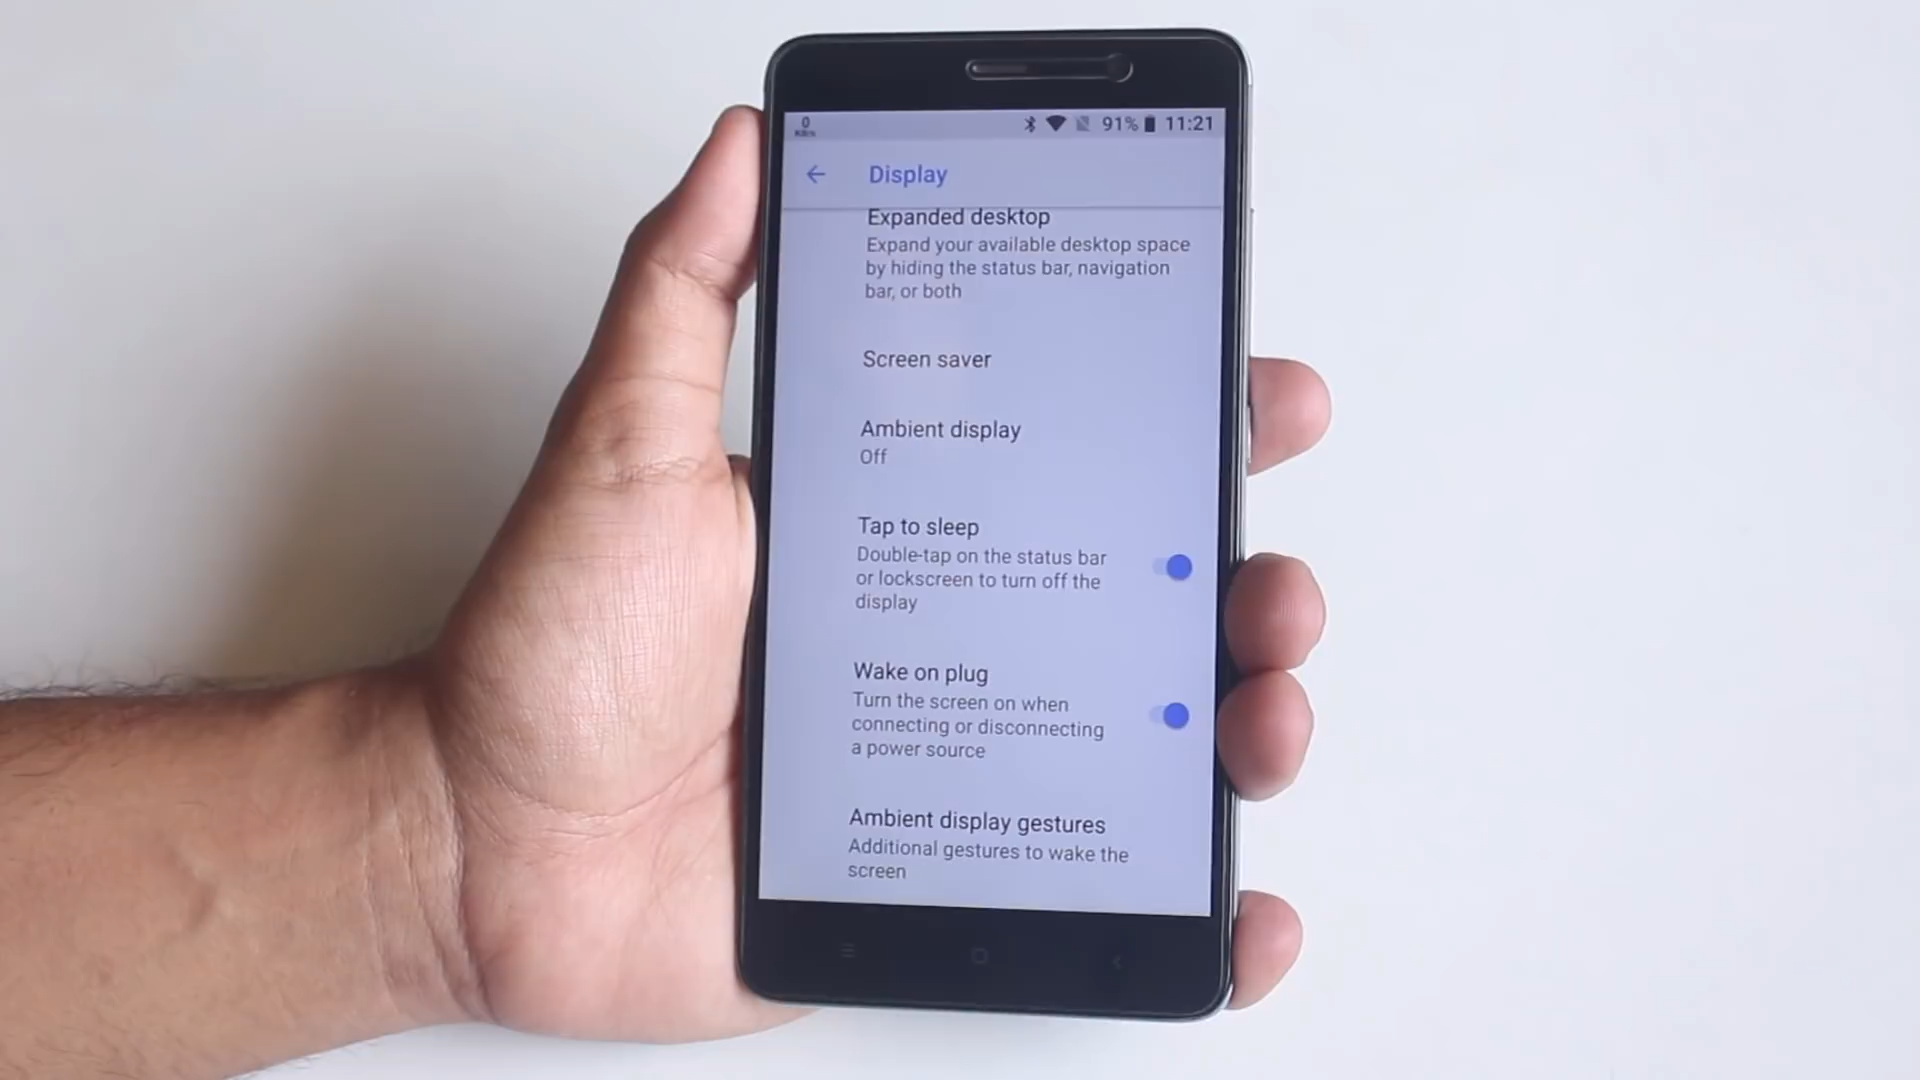 0
KB/s
91% 11:21
Display
Expanded desktop
Expand your available desktop space
by hiding the status bar, navigation
bar, or both
Screen saver
Ambient display
Off
Tap to sleep
Double-tap on the status bar
or lockscreen to turn off the
display
Wake on plug
Turn the screen on when
connecting or disconnecting
a power source
Ambient display gestures
Additional gestures to wake the
screen